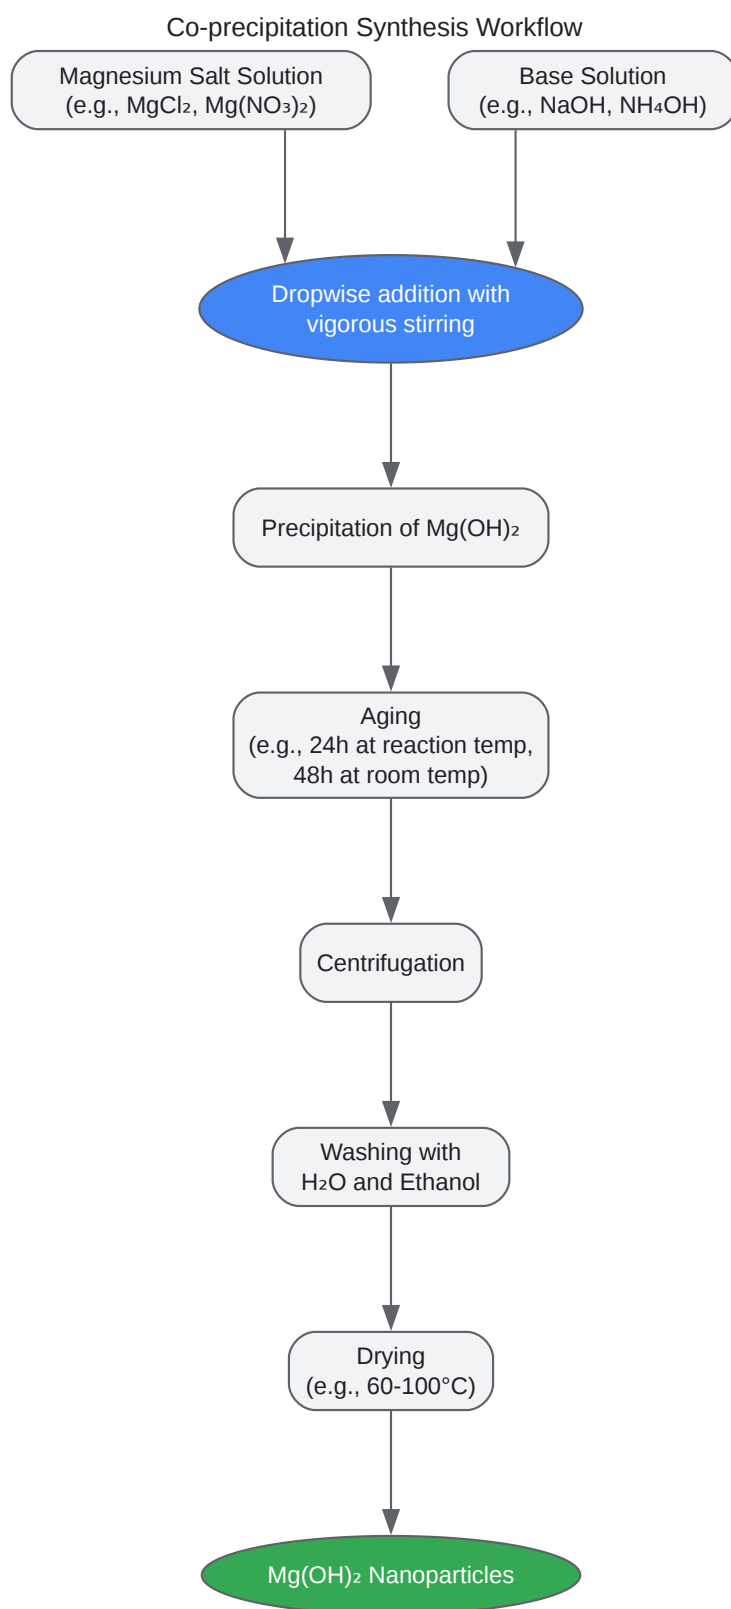 Co-precipitation Synthesis Workflow
Magnesium Salt Solution
(e.g., MgCl₂, Mg(NO₃)₂)
Base Solution
(e.g., NaOH, NH₄OH)
Dropwise addition with
vigorous stirring
Precipitation of Mg(OH)₂
Aging
(e.g., 24h at reaction temp,
48h at room temp)
Centrifugation
Washing with
H₂O and Ethanol
Drying
(e.g., 60-100°C)
Mg(OH)₂ Nanoparticles